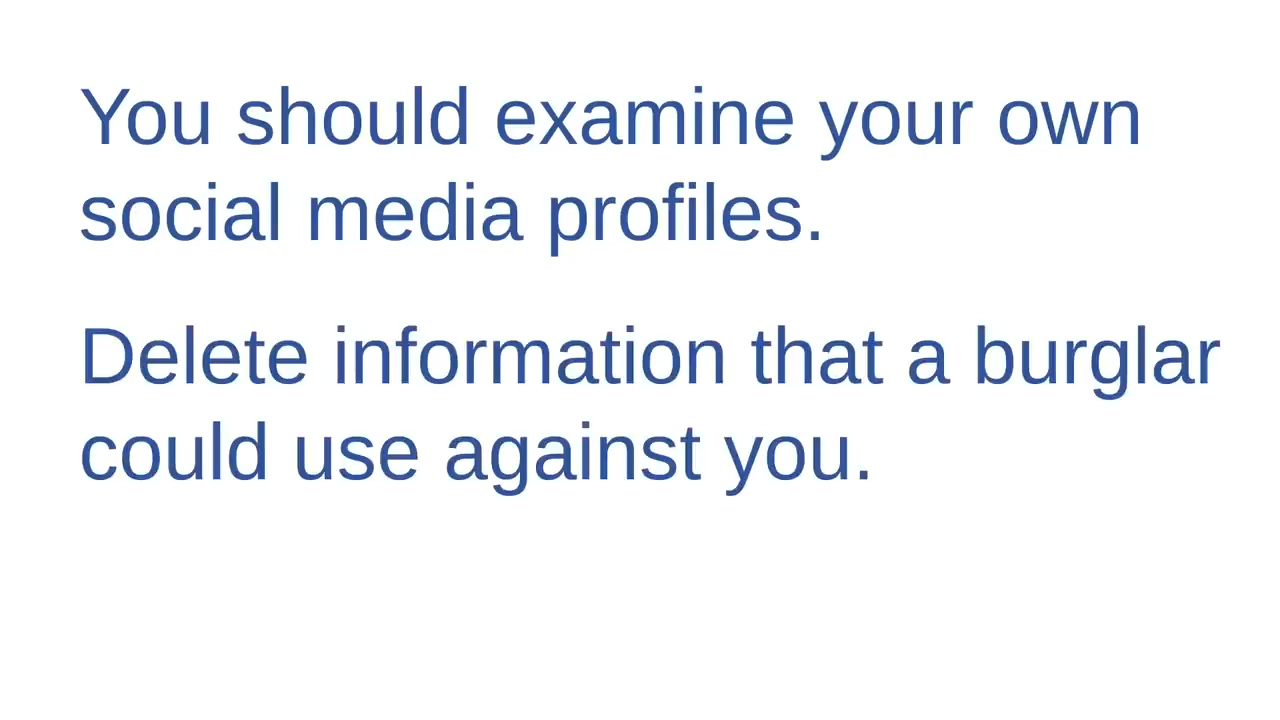 You should examine your own
social media profiles.
Delete information that a burglar
could use against you.